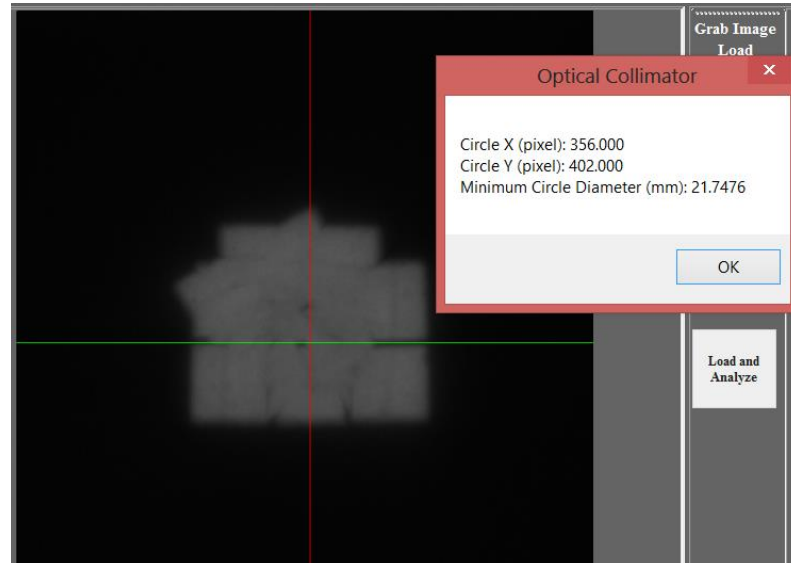 Grab Image
Load
Optical Collimator
×
Circle X (pixel): 356.000
Circle Y (pixel): 402.000
Minimum Circle Diameter (mm): 21.7476
OK
Load and
Analyze